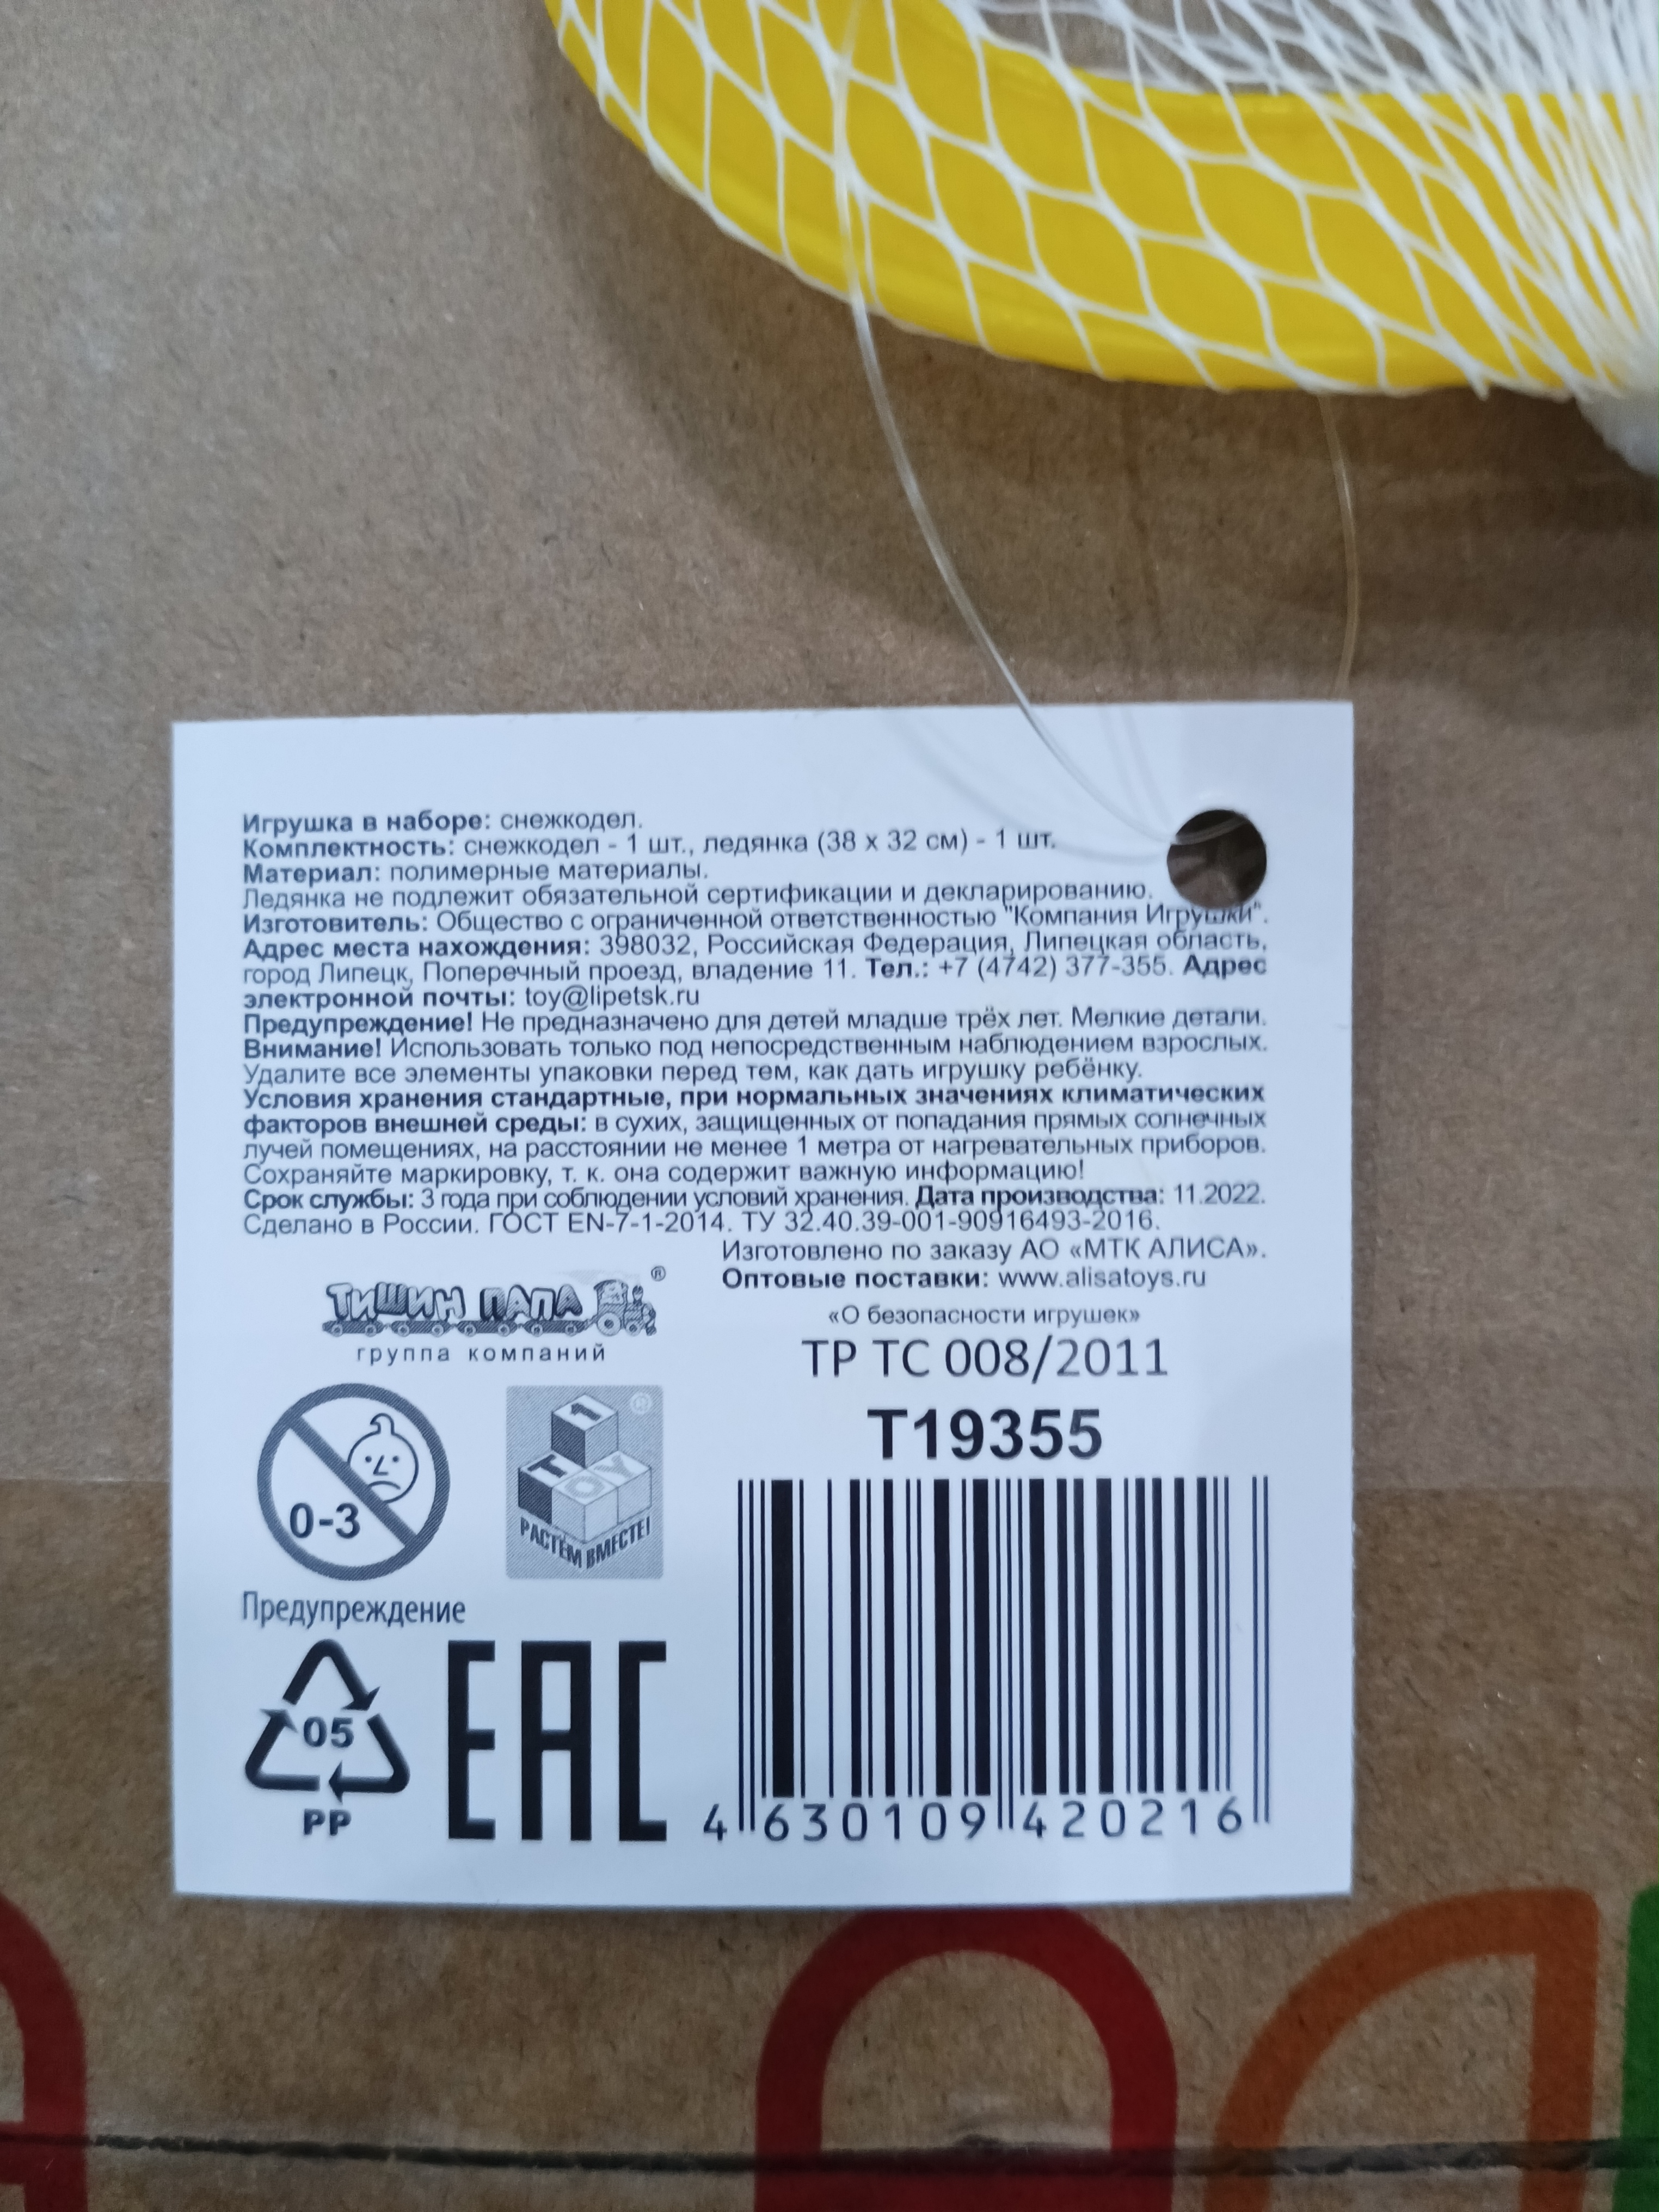 Игрушка в наборе: снежкодел.
Комплектность: снежкодел - 1 шт., ледянка (38 х 32 см) - 1 шт.
Материал: полимерные материалы.
Ледянка не подлежит обязательной сертификации и декларированию.
Изготовитель: Общество с ограниченной ответственностью "Компания Игрушки".
Адрес места нахождения: 398032, Российская Федерация, Липецкая область,
город Липецк, Поперечный проезд, владение 11. Тел.: +7 (4742) 377-355. Адрес
электронной почты: toy@lipetsk.ru
Предупреждение! Не предназначено для детей младше трёх лет. Мелкие детали.
Внимание! Использовать только под непосредственным наблюдением взрослых.
Удалите все элементы упаковки перед тем, как дать игрушку ребёнку.
Условия хранения стандартные, при нормальных значениях климатических
факторов внешней среды: в сухих, защищенных от попадания прямых солнечных
лучей помещениях, на расстоянии не менее 1 метра от нагревательных приборов.
Сохраняйте маркировку, т. к. она содержит важную информацию!
Срок службы: 3 года при соблюдении условий хранения. Дата производства: 11.2022.
Сделано в России. ГОСТ EN-7-1-2014. ТУ 32.40.39-001-90916493-2016.
Изготовлено по заказу АО «МТК АЛИСА».
Оптовые поставки: www.alisatoys.ru
ТИШИН ПАПА ®
группа компаний
«О безопасности игрушек»
ТР ТС 008/2011
Т19355
0-3
Предупреждение
1 ®
T OY
РАСТЁМ ВМЕСТЕ!
05
PP
EAC
4 630109 420216